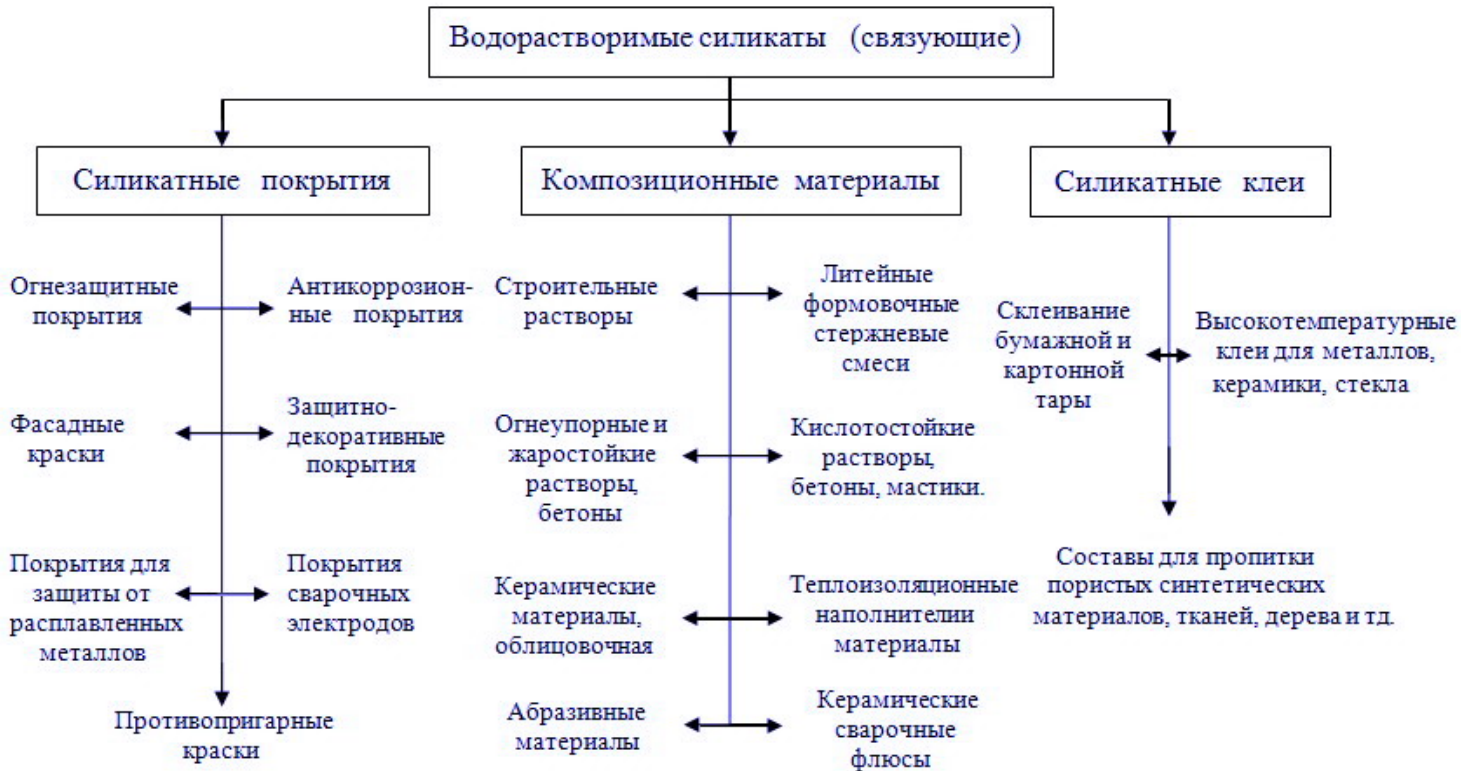 Водорастворимые силикаты (связующие)
Силикатные покрытия
Композиционные материалы
Силикатные клеи
Огнезащитные
покрытия
Антикоррозион-
ные покрытия
Фасадные
краски
Защитно-
декоративные
покрытия
Покрытия для
защиты от
расплавленных
металлов
Покрытия
сварочных
электродов
Противопригарные
краски
Строительные
растворы
Литейные
формовочные
стержневые
смеси
Огнеупорные и
жаростойкие
растворы,
бетоны
Кислотостойкие
растворы,
бетоны, мастики.
Керамические
материалы,
облицовочная
Теплоизоляционные
наполнителии
материалы
Абразивные
материалы
Керамические
сварочные
флюсы
Склеивание
бумажной и
картонной
тары
Высокотемпературные
клеи для металлов,
керамики, стекла
Составы для пропитки
пористых синтетических
материалов, тканей, дерева и тд.